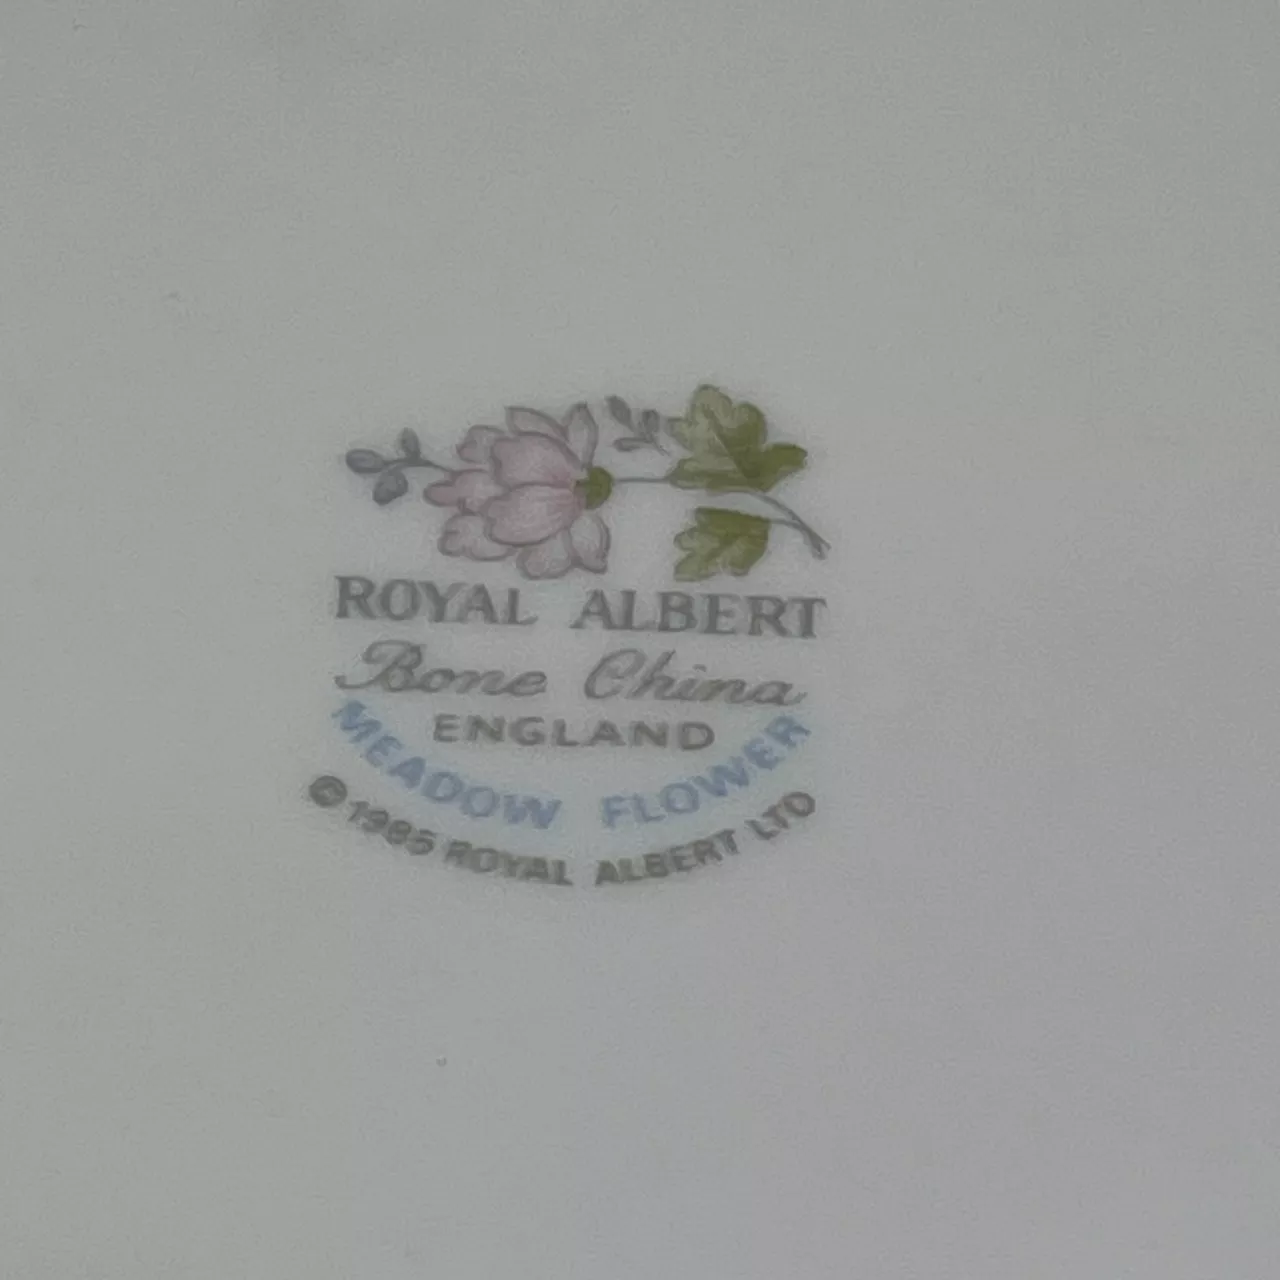 ROYAL ALBERT
Bone China
ENGLAND
MEADOW FLOWER
© 1985 ROYAL ALBERT LTD